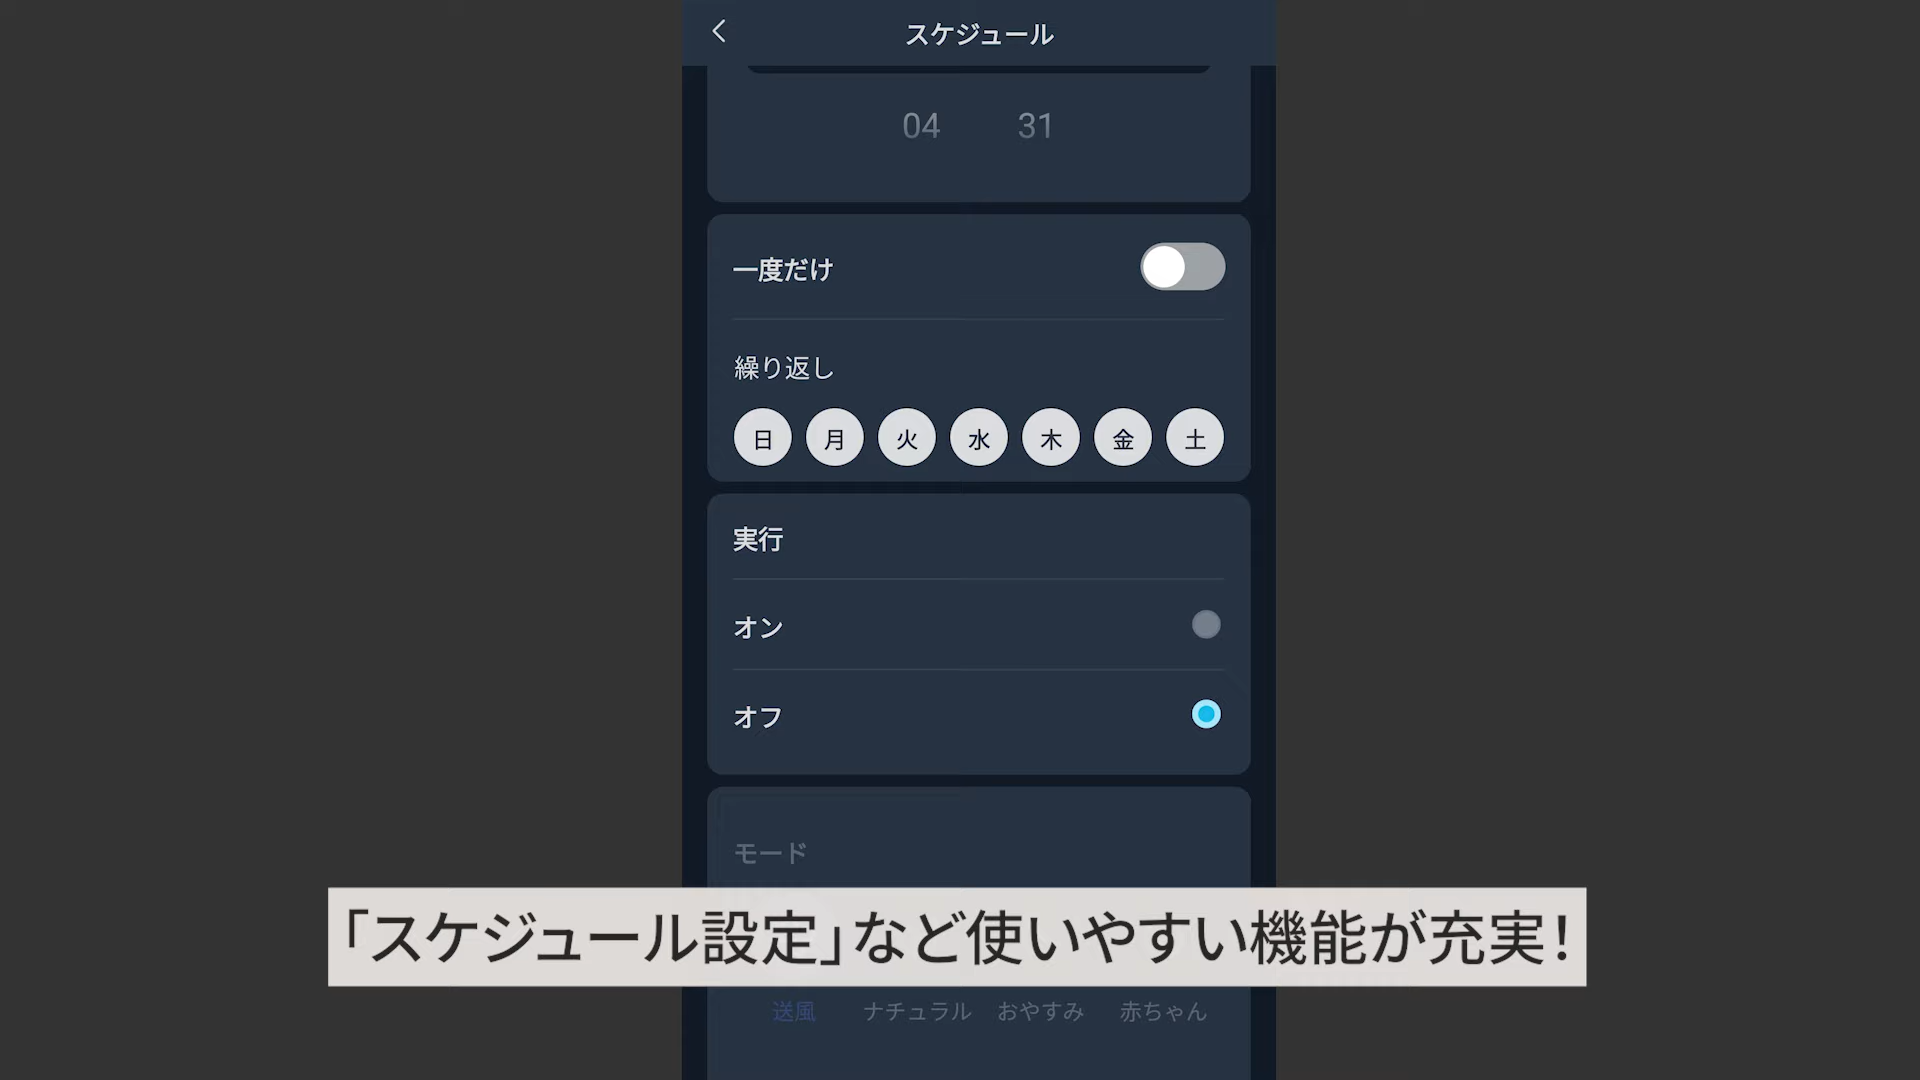 スケジュール
04 31
一度だけ
繰り返し
日 月 火 水 木 金 土
実行
オン
オフ
モード
「スケジュール設定」など使いやすい機能が充実！
送風 ナチュラル おやすみ 赤ちゃん